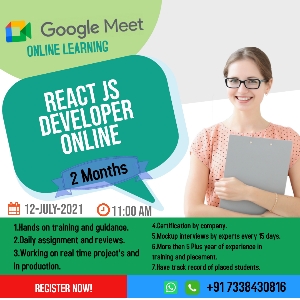 Google Meet
ONLINE LEARNING
REACT JS
DEVELOPER
ONLINE
2 Months
12-JULY-2021
11:00 AM
1.Hands on training and guidance.
2.Daily assignment and reviews.
3.Working on real time project's and
in production.
4.Certification by company.
5.Mockup interviews by experts every 15 days.
6.More then 5 Plus year of experience in
training and placement.
7.Have track record of placed students.
REGISTER NOW!
+91 7338430816